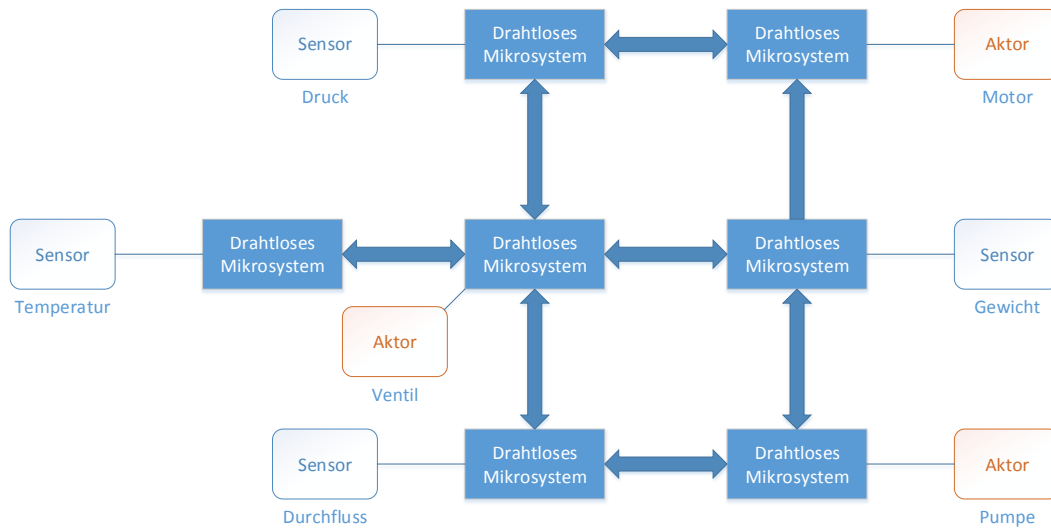 Sensor
Druck
Drahtloses
Mikrosystem
Drahtloses
Mikrosystem
Aktor
Motor
Sensor
Temperatur
Drahtloses
Mikrosystem
Drahtloses
Mikrosystem
Drahtloses
Mikrosystem
Sensor
Gewicht
Aktor
Ventil
Sensor
Durchfluss
Drahtloses
Mikrosystem
Drahtloses
Mikrosystem
Aktor
Pumpe